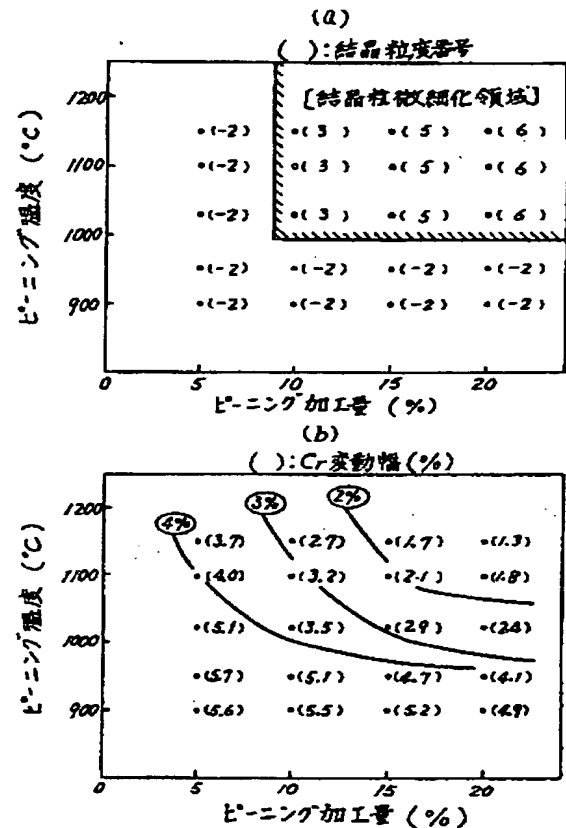 (a)
( ):結晶粒度番号
[結晶粒微細化領域]
1200
•(-2) •(3) •(5) •(6)
1100 •(-2) •(3) •(5) •(6)
•(-2) •(3) •(5) •(6)
1000
•(-2) •(-2) •(-2) •(-2)
900 •(-2) •(-2) •(-2) •(-2)
ピーニング温度 (°C)
0 5 10 15 20
ピーニング加工量 (%)
(b)
( ):Cr変動幅(%)
1200
4% 3% 2%
•(3.7) •(2.7) •(1.7) •(1.3)
1100 •(4.0) •(3.2) •(2.1) •(1.8)
•(5.1) •(3.5) •(2.9) •(2.4)
1000
•(5.7) •(5.1) •(4.7) •(4.1)
900 •(5.6) •(5.5) •(5.2) •(4.9)
ピーニング温度 (°C)
0 5 10 15 20
ピーニング加工量 (%)